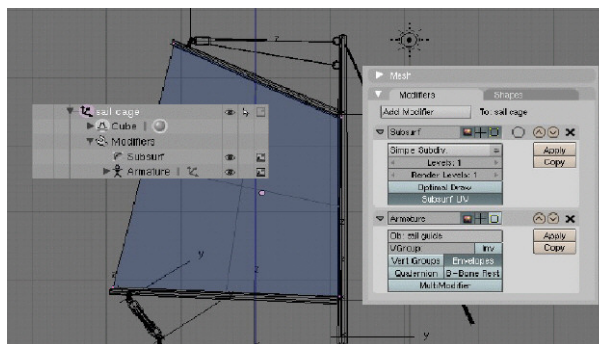 z
sail cage
Cube
Modifiers
Subsurf
Armature
y
z
y
Mesh
Modifiers
Shapes
Add Modifier
To: sail cage
Subsurf
Simple Subdiv.
Levels: 1
Render Levels: 1
Optimal Draw
Subsurf UV
Apply
Copy
Armature
Ob: sail guide
VGroup:
Inv
Vert Groups
Envelopes
Quaternion
B-Bone Rest
MultiModifier
Apply
Copy